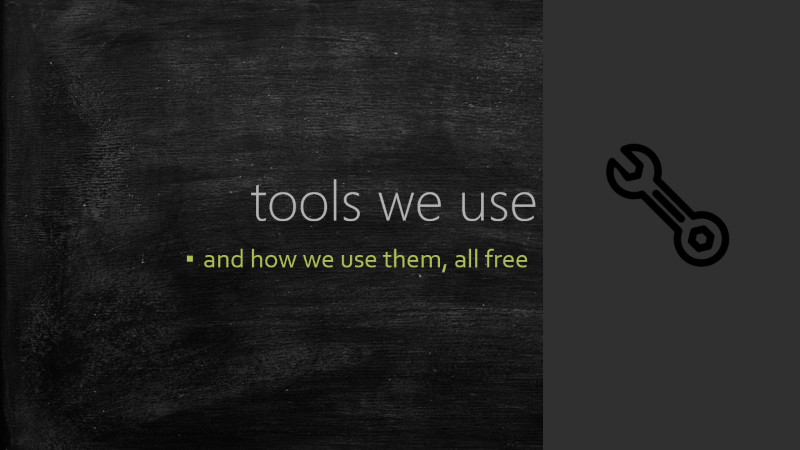 tools we use
▪ and how we use them, all free